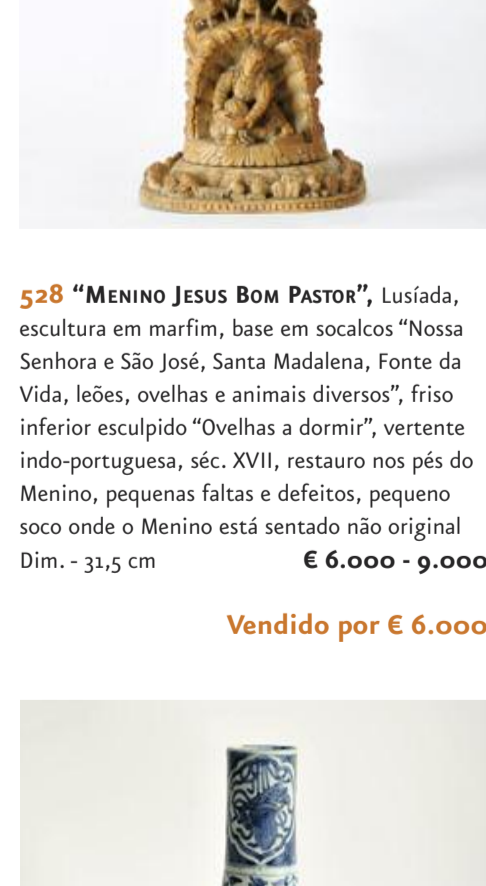 528 “Menino Jesus Bom Pastor”, Lusíada,
escultura em marfim, base em socalcos “Nossa
Senhora e São José, Santa Madalena, Fonte da
Vida, leões, ovelhas e animais diversos”, friso
inferior esculpido “Ovelhas a dormir”, vertente
indo-portuguesa, séc. XVII, restauro nos pés do
Menino, pequenas faltas e defeitos, pequeno
soco onde o Menino está sentado não original
Dim. - 31,5 cm € 6.000 - 9.000
Vendido por € 6.000